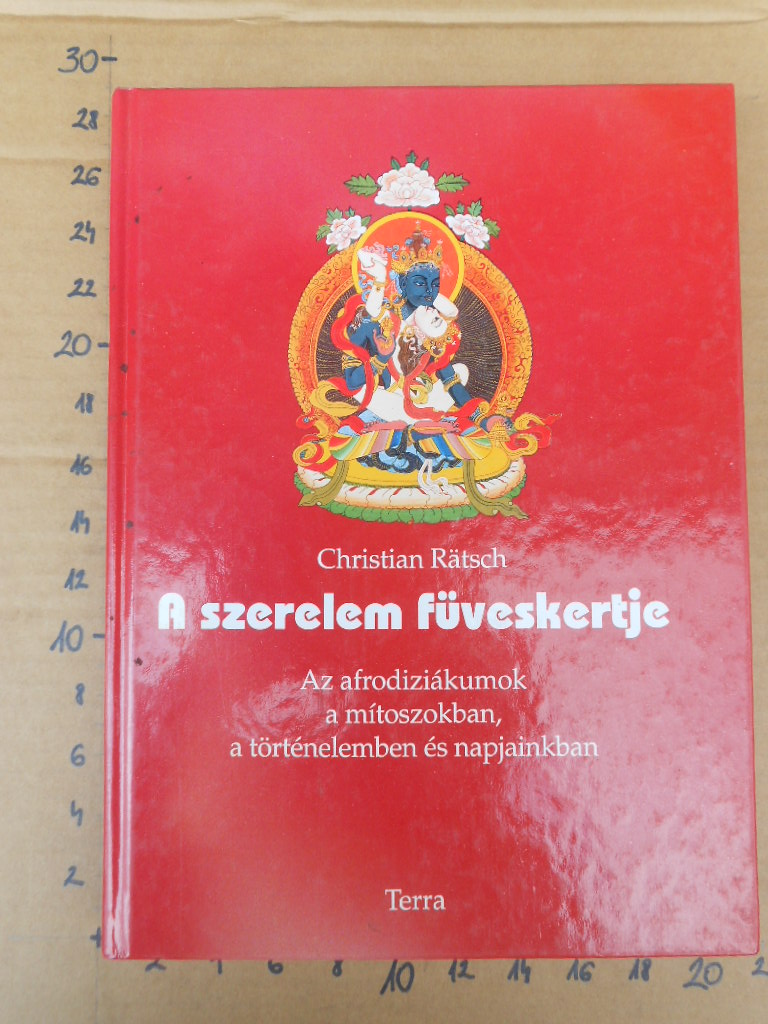 30
28
26
24
22
20
18
16
14
12
10
8
6
4
2
Christian Rätsch
A szerelem füveskertje
Az afrodiziákumok
a mítoszokban,
a történelemben és napjainkban
Terra
2 4 6 8 10 12 14 16 18 20 2